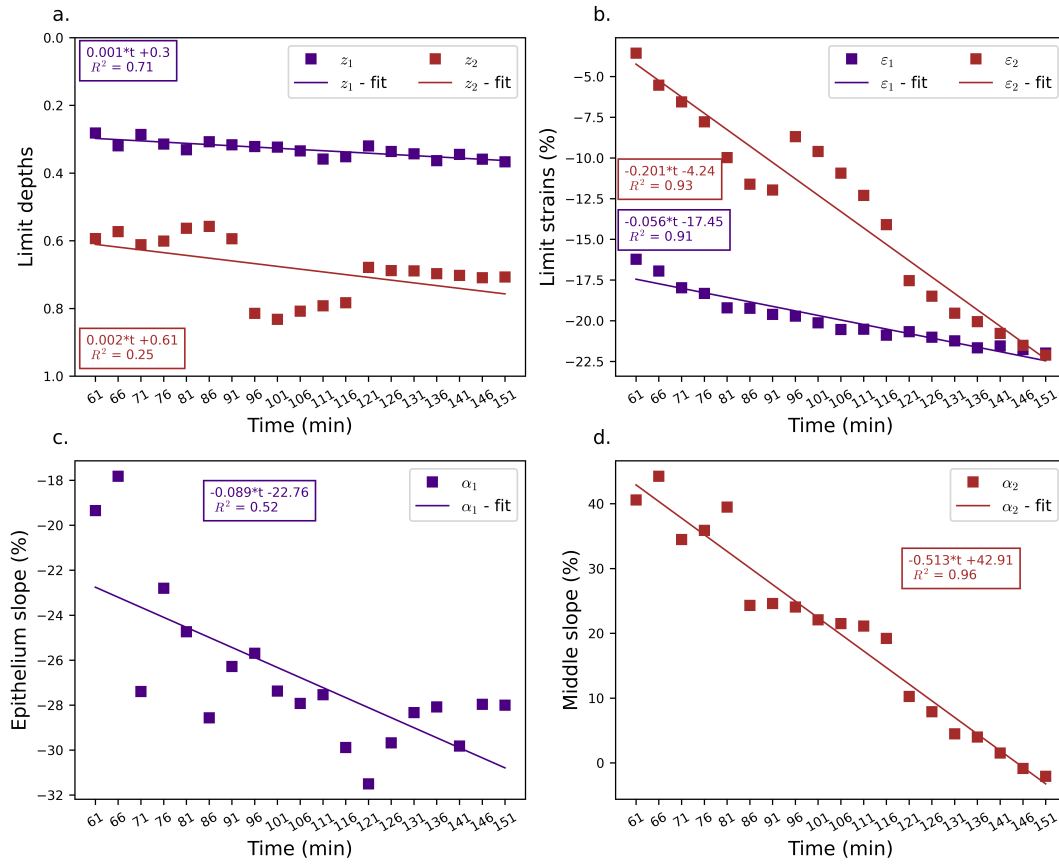 a.
0.001*t +0.3
R² = 0.71
z₁
z₂
z₁ - fit
z₂ - fit
0.002*t +0.61
R² = 0.25
Limit depths
0.0
0.2
0.4
0.6
0.8
1.0
61 66 71 76 81 86 91 96 101 106 111 116 121 126 131 136 141 146 151
Time (min)
b.
ε₁
ε₂
ε₁ - fit
ε₂ - fit
-0.201*t -4.24
R² = 0.93
-0.056*t -17.45
R² = 0.91
Limit strains (%)
−5.0
−7.5
−10.0
−12.5
−15.0
−17.5
−20.0
−22.5
61 66 71 76 81 86 91 96 101 106 111 116 121 126 131 136 141 146 151
Time (min)
c.
-0.089*t -22.76
R² = 0.52
α₁
α₁ - fit
Epithelium slope (%)
−18
−20
−22
−24
−26
−28
−30
−32
61 66 71 76 81 86 91 96 101 106 111 116 121 126 131 136 141 146 151
Time (min)
d.
α₂
α₂ - fit
-0.513*t +42.91
R² = 0.96
Middle slope (%)
40
30
20
10
0
61 66 71 76 81 86 91 96 101 106 111 116 121 126 131 136 141 146 151
Time (min)